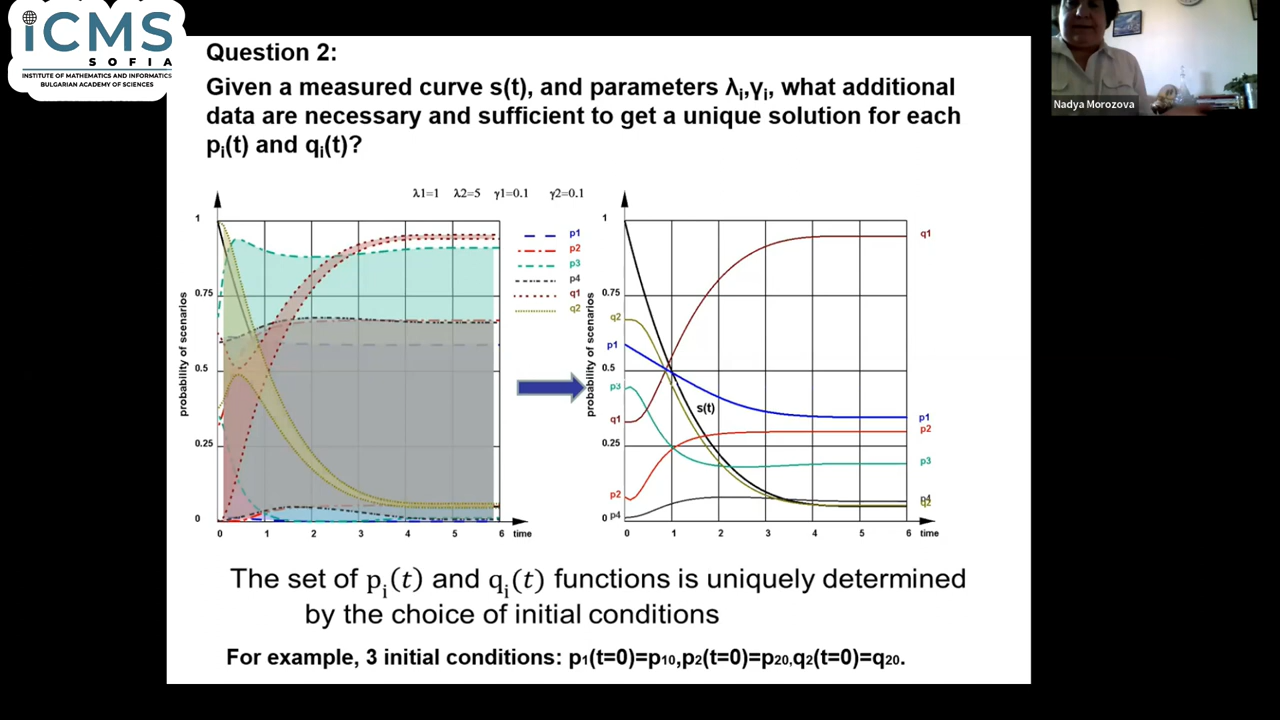 iCMS
SOFIA
INSTITUTE OF MATHEMATICS AND INFORMATICS
BULGARIAN ACADEMY OF SCIENCES
Nadya Morozova
Question 2:
Given a measured curve s(t), and parameters λi,γi, what additional
data are necessary and sufficient to get a unique solution for each
pi(t) and qi(t)?
λ1=1 λ2=5 γ1=0.1 γ2=0.1
probability of scenarios
1
0.75
0.5
0.25
0
0 1 2 3 4 5 6 time
p1
p2
p3
p4
q1
q2
probability of scenarios
1
0.75
0.5
0.25
0
q2
p1
p3
q1
p2
p4
s(t)
q1
p1
p2
p3
p4
q2
0 1 2 3 4 5 6 time
The set of pi(t) and qi(t) functions is uniquely determined
by the choice of initial conditions
For example, 3 initial conditions: p1(t=0)=p10,p2(t=0)=p20,q2(t=0)=q20.